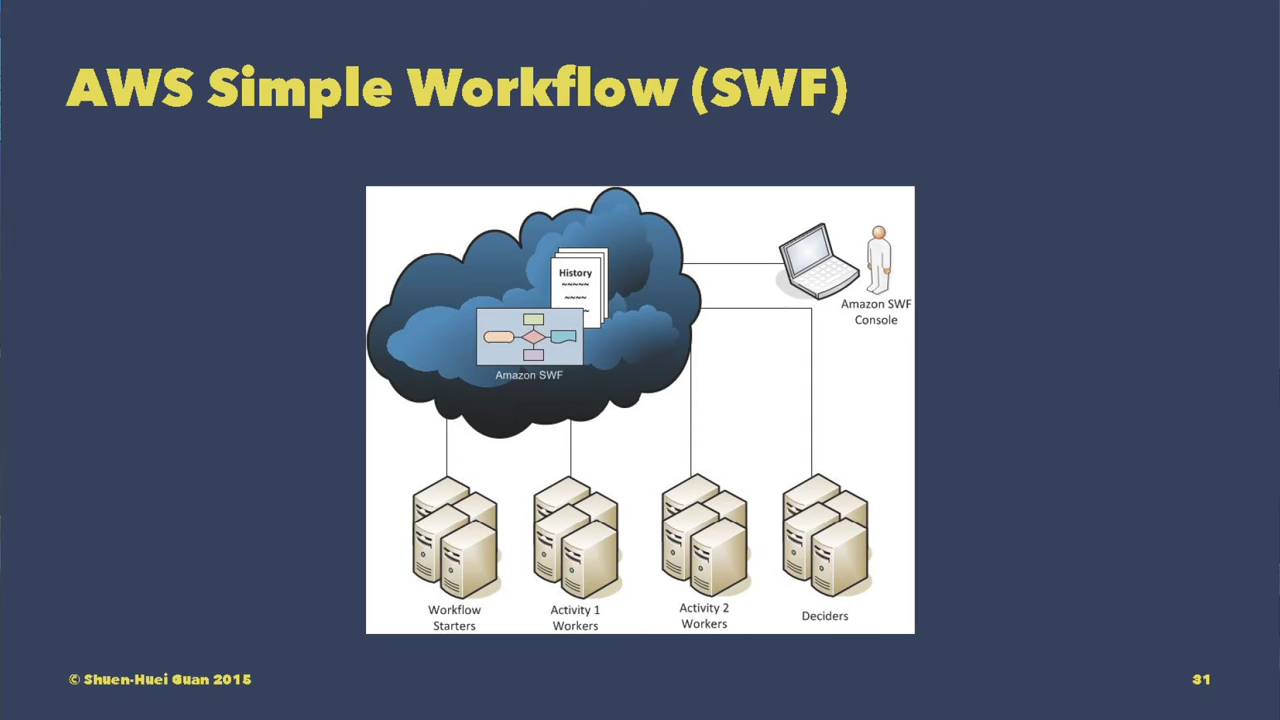 AWS Simple Workflow (SWF)
History
Amazon SWF
Amazon SWF
Console
Workflow
Starters
Activity 1
Workers
Activity 2
Workers
Deciders
© Shuen-Huei Guan 2015
31